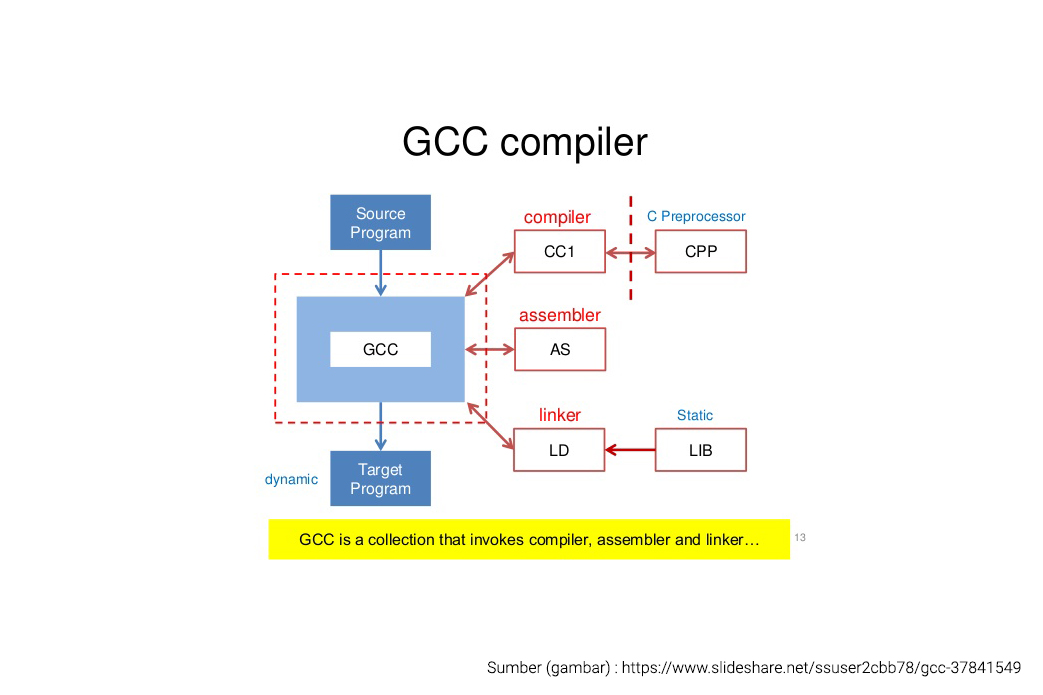 GCC compiler
Source
Program
compiler
C Preprocessor
CC1
CPP
assembler
GCC
AS
linker
Static
LD
LIB
dynamic
Target
Program
GCC is a collection that invokes compiler, assembler and linker…
13
Sumber (gambar) : https://www.slideshare.net/ssuser2cbb78/gcc-37841549